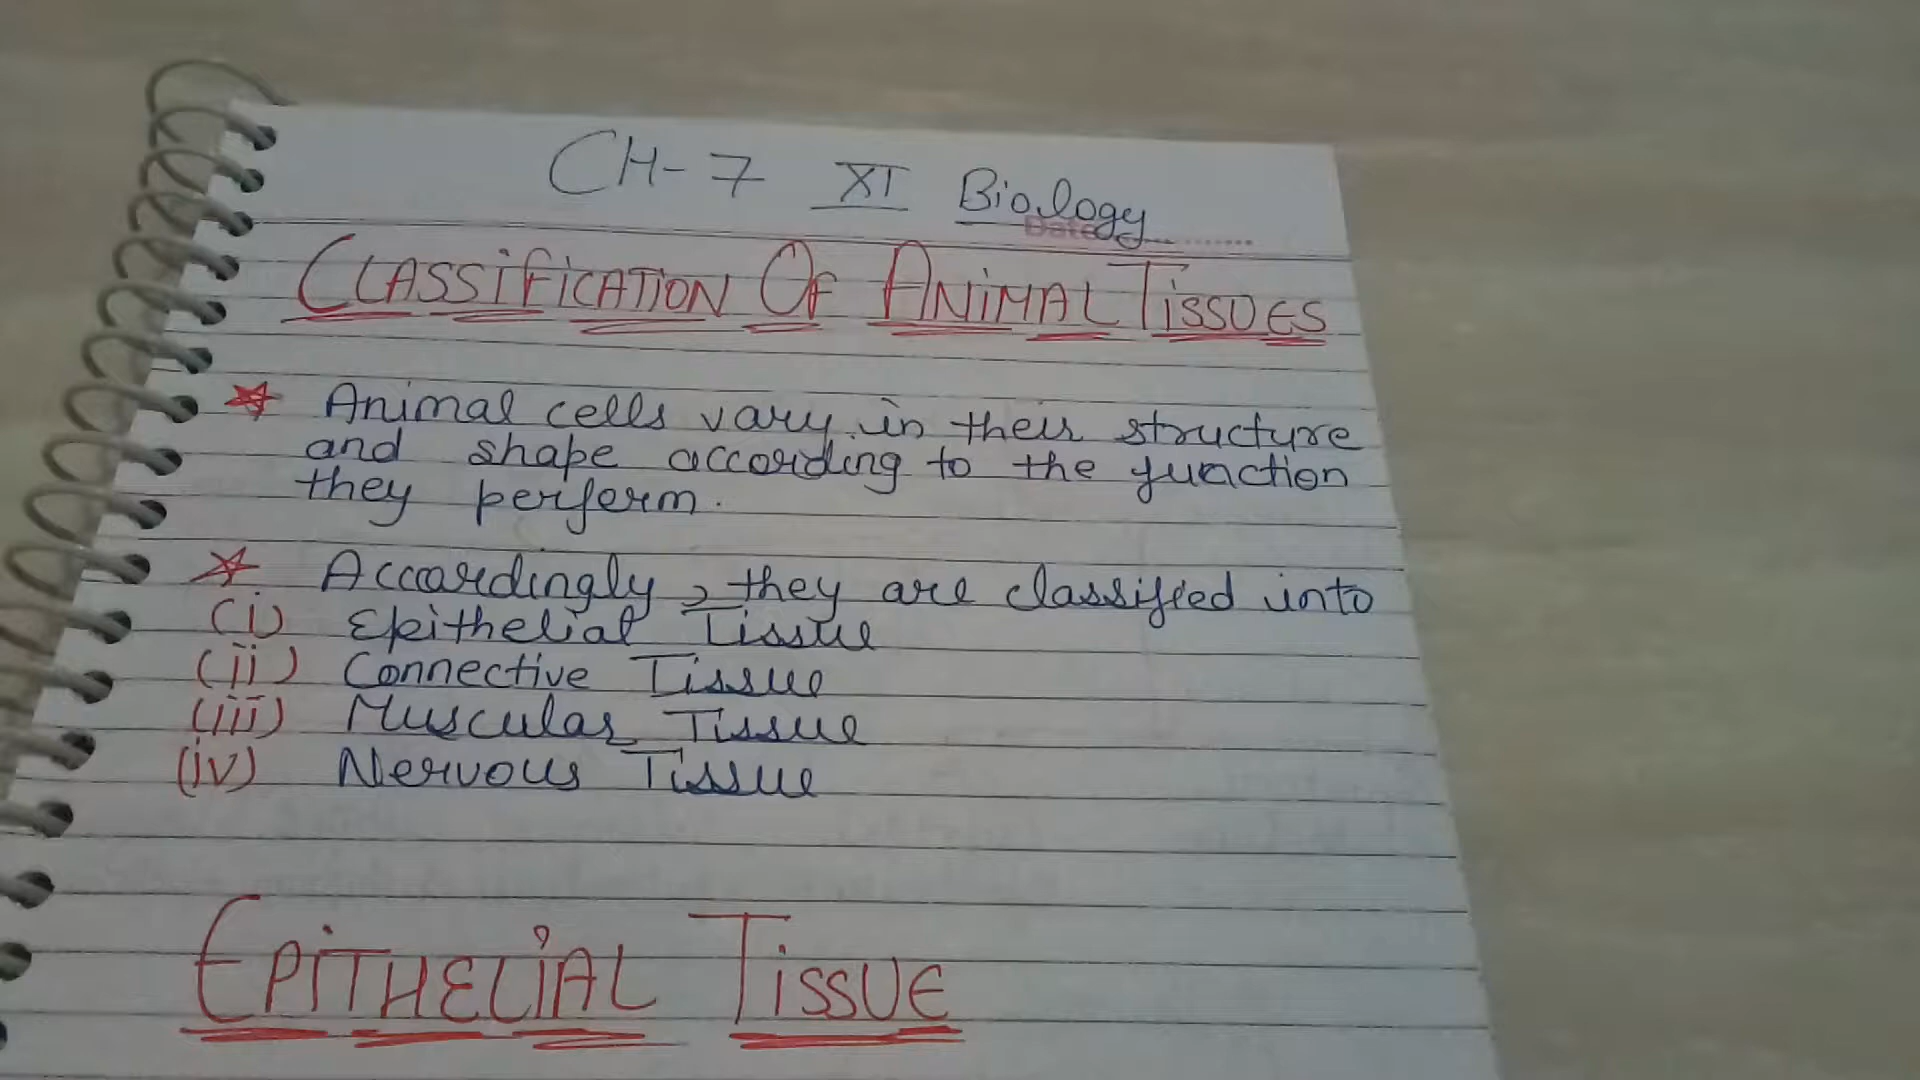 CH-7 XI Biology
Date
CLASSiFiCATION OF ANiMAL TiSSUES
Animal cells vary in their structure
and shape according to the function
they perform.
Accordingly, they are classified into
(i) Epithelial Tissue
(ii) Connective Tissue
(iii) Muscular Tissue
(iv) Nervous Tissue
EPiTHELiAL TiSSUE